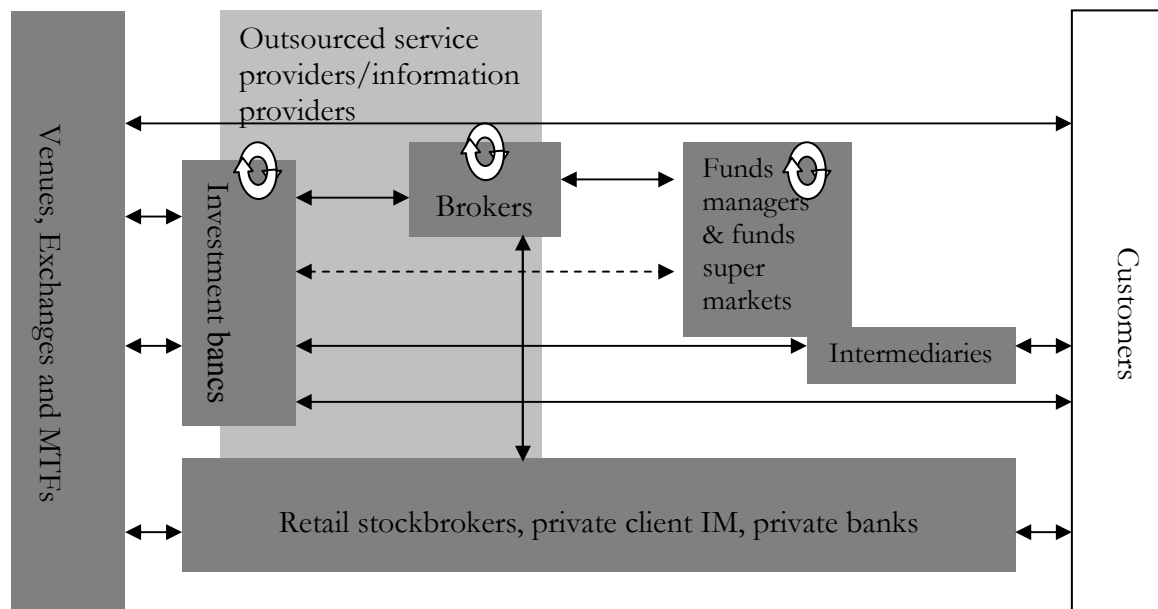 Outsourced service
providers/information
providers
Venues, Exchanges and MTFs
Investment bancs
Brokers
Funds
managers
& funds
super
markets
Intermediaries
Customers
Retail stockbrokers, private client IM, private banks